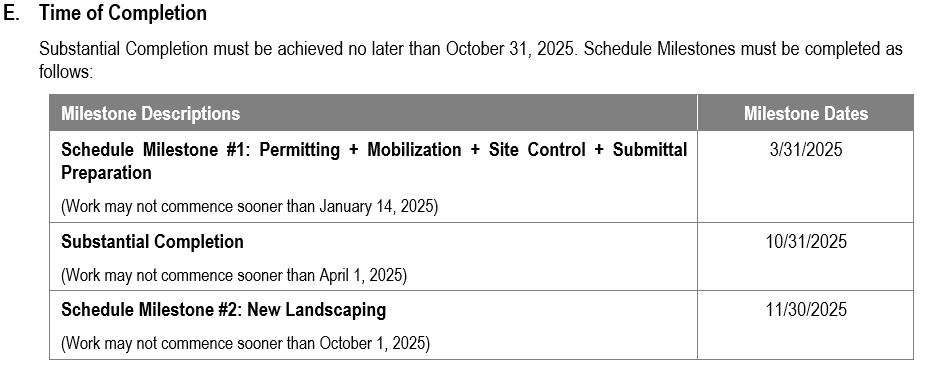 E. Time of Completion
Substantial Completion must be achieved no later than October 31, 2025. Schedule Milestones must be completed as
follows:
Milestone Descriptions Milestone Dates
Schedule Milestone #1: Permitting + Mobilization + Site Control + Submittal 3/31/2025
Preparation
(Work may not commence sooner than January 14, 2025)
Substantial Completion 10/31/2025
(Work may not commence sooner than April 1, 2025)
Schedule Milestone #2: New Landscaping 11/30/2025
(Work may not commence sooner than October 1, 2025)